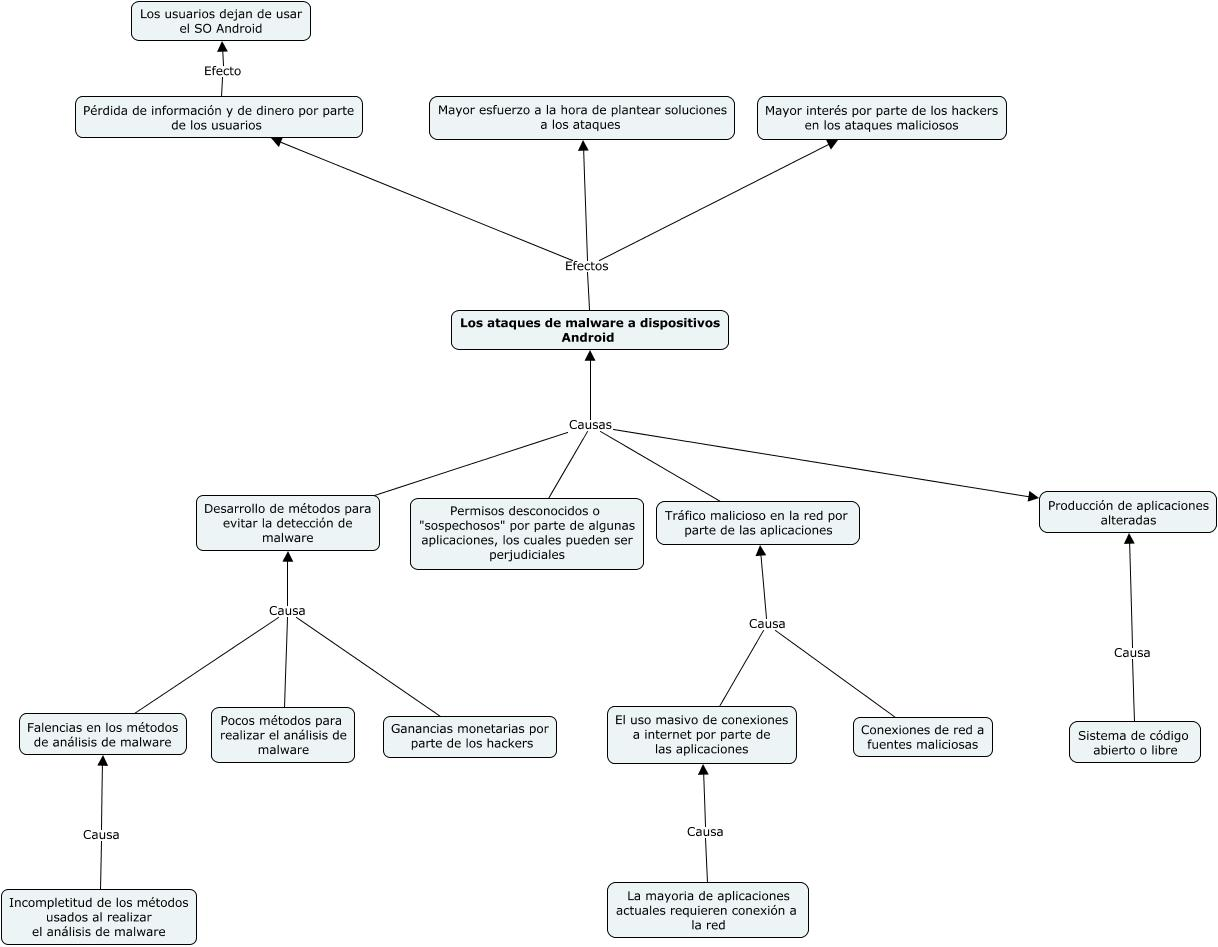 Los usuarios dejan de usar
el SO Android
Efecto
Pérdida de información y de dinero por parte
de los usuarios
Mayor esfuerzo a la hora de plantear soluciones
a los ataques
Mayor interés por parte de los hackers
en los ataques maliciosos
Efectos
Los ataques de malware a dispositivos
Android
Causas
Desarrollo de métodos para
evitar la detección de
malware
Permisos desconocidos o
"sospechosos" por parte de algunas
aplicaciones, los cuales pueden ser
perjudiciales
Tráfico malicioso en la red por
parte de las aplicaciones
Producción de aplicaciones
alteradas
Causa
Causa
Causa
Falencias en los métodos
de análisis de malware
Pocos métodos para
realizar el análisis de
malware
Ganancias monetarias por
parte de los hackers
El uso masivo de conexiones
a internet por parte de
las aplicaciones
Conexiones de red a
fuentes maliciosas
Sistema de código
abierto o libre
Causa
Causa
Incompletitud de los métodos
usados al realizar
el análisis de malware
La mayoria de aplicaciones
actuales requieren conexión a
la red